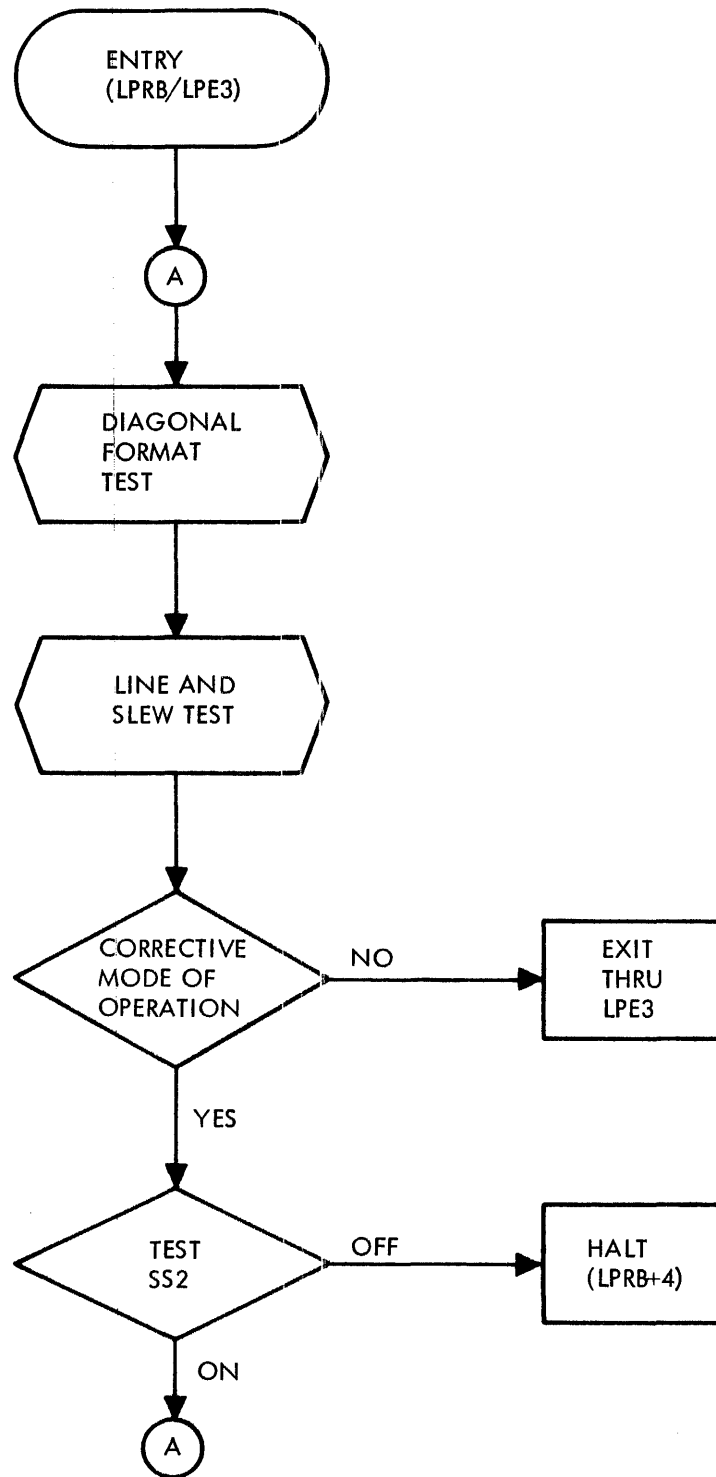 ENTRY
(LPRB/LPE3)
A
DIAGONAL
FORMAT
TEST
LINE AND
SLEW TEST
CORRECTIVE
MODE OF
OPERATION
NO
EXIT
THRU
LPE3
YES
TEST
SS2
OFF
HALT
(LPRB+4)
ON
A